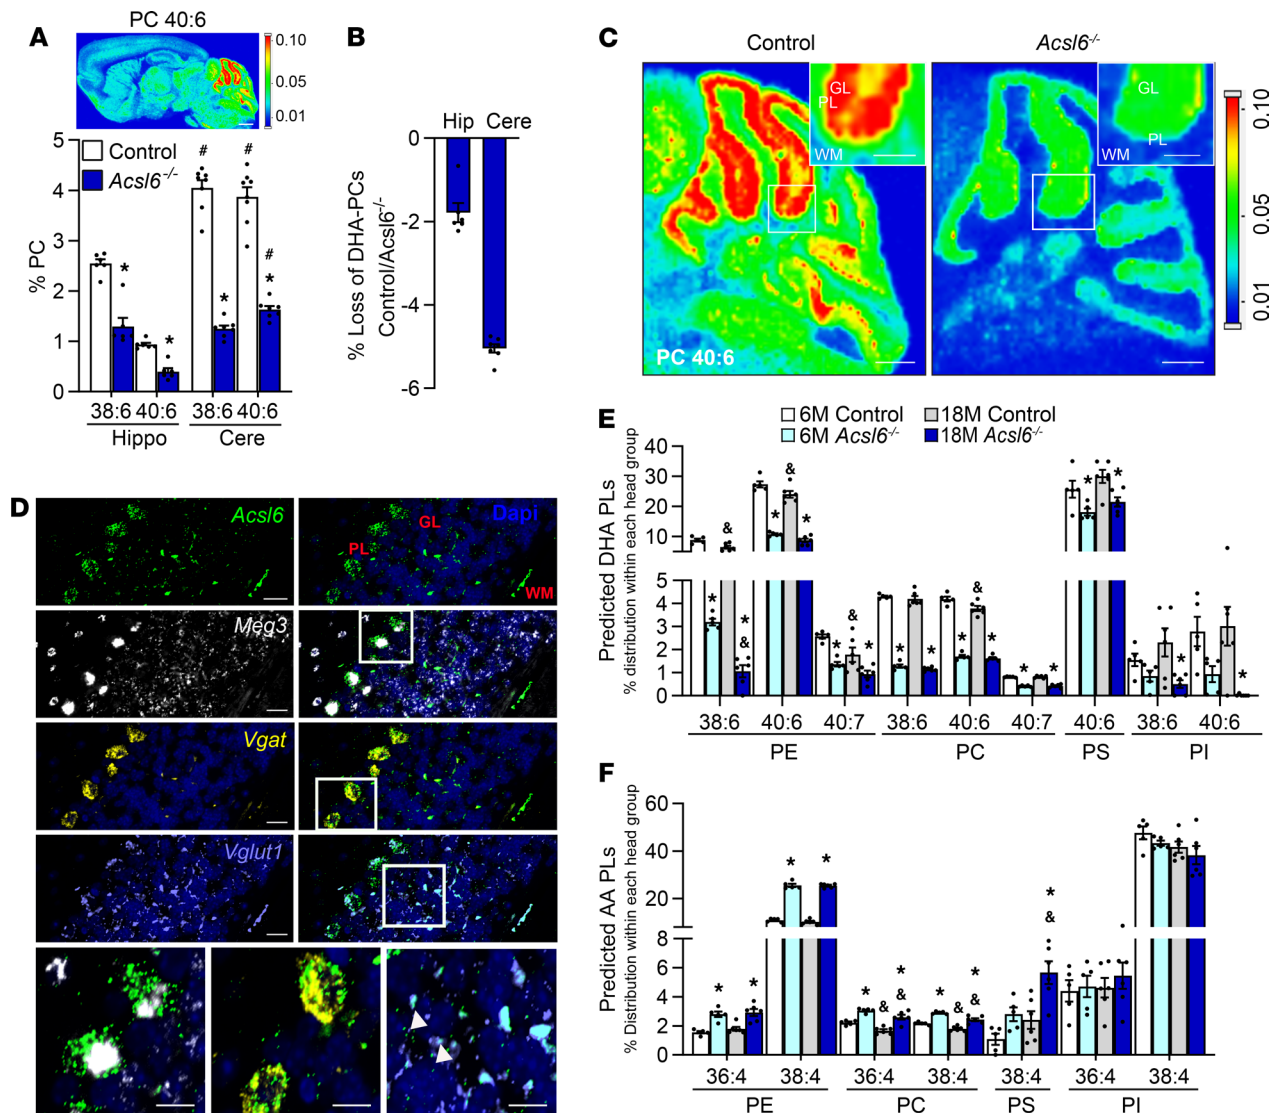 A
PC 40:6
0.10
0.05
0.01
% PC
5
4
3
2
1
0
Control
Acsl6-/-
#
#
#
*
*
*
*
38:6 40:6 38:6 40:6
Hippo Cere
B
Hip Cere
% Loss of DHA-PCs
Control/Acsl6-/-
0
-2
-4
-6
C
Control
Acsl6-/-
GL
PL
WM
GL
PL
WM
PC 40:6
0.10
0.05
0.01
D
Acsl6
Dapi
GL
PL
WM
Meg3
Vgat
Vglut1
E
6M Control
18M Control
6M Acsl6-/-
18M Acsl6-/-
Predicted DHA PLs
% distribution within each head group
40
30
20
10
5
4
3
2
1
0
& & * * * *
* * & & * & * * * * * * * * *
38:6 40:6 40:7 38:6 40:6 40:7 40:6 38:6 40:6
PE PC PS PI
F
Predicted AA PLs
% Distribution within each head group
60
40
20
8
6
4
2
0
* * * &
* * * & * & * & * &
36:4 38:4 36:4 38:4 38:4 36:4 38:4
PE PC PS PI